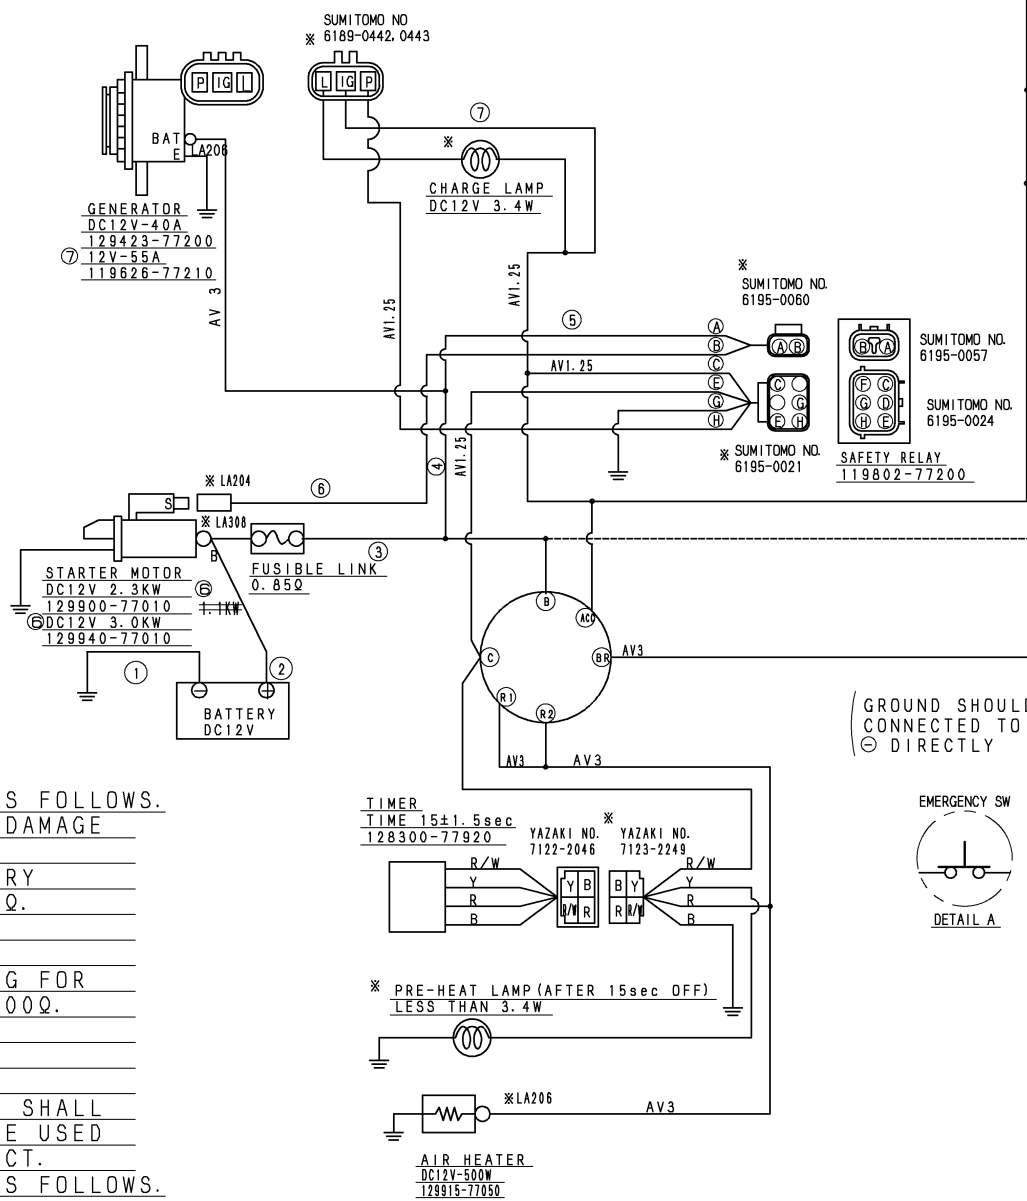 SUMITOMO NO
※ 6189-0442, 0443
P IG L
L IG P
⑦
BAT
E LA206
※
CHARGE LAMP
DC12V 3.4W
GENERATOR
DC12V-40A
129423-77200
⑦ 12V-55A
119626-77210
AV 3
AV1.25
AV1.25
※
SUMITOMO NO.
6195-0060
⑤
A
B
C
E
G
H
A B
C
G
E H
AV1.25
B A
F C
G D
H E
SUMITOMO NO.
6195-0057
SUMITOMO NO.
6195-0024
※ SUMITOMO NO.
6195-0021
SAFETY RELAY
119802-77200
④
AV1.25
※ LA204
⑥
S
※ LA308
B
③
FUSIBLE LINK
0.85Ω
STARTER MOTOR
DC12V 2.3KW ⑥
129900-77010 1.1KW
⑥DC12V 3.0KW
129940-77010
①
②
BATTERY
DC12V
B
ACC
C
BR
AV3
R1
R2
AV3
AV3
GROUND SHOULD
CONNECTED TO
⊖ DIRECTLY
S FOLLOWS.
DAMAGE
RY
Ω.
G FOR
00Ω.
SHALL
E USED
CT.
S FOLLOWS.
TIMER
TIME 15±1.5sec
128300-77920
YAZAKI NO.
7122-2046
※
YAZAKI NO.
7123-2249
R/W
Y
R
B
Y B
R/W R
B Y
R R/W
R/W
Y
R
B
EMERGENCY SW
DETAIL A
※ PRE-HEAT LAMP(AFTER 15sec OFF)
LESS THAN 3.4W
※LA206
AV3
AIR HEATER
DC12V-500W
129915-77050